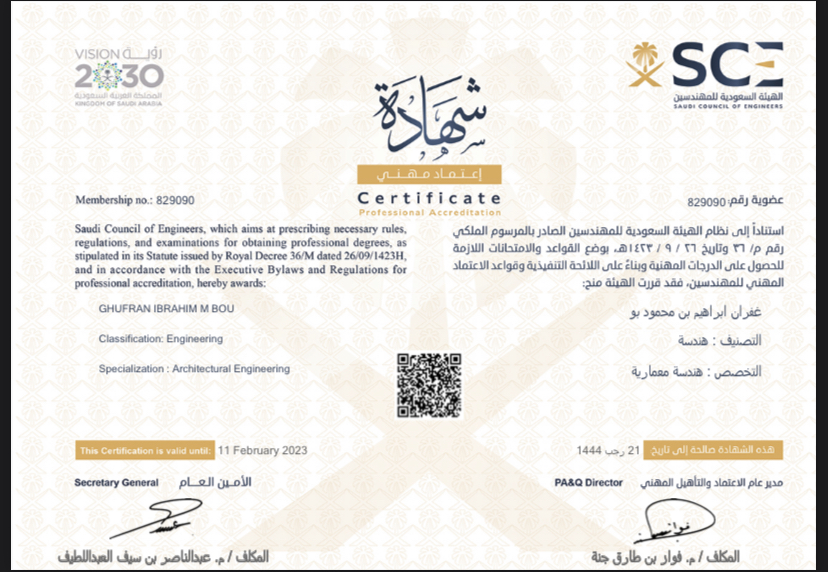 VISION رؤيــة
2030
المملكة العربية السعودية
KINGDOM OF SAUDI ARABIA
SCE
الهيئة السعودية للمهندسين
SAUDI COUNCIL OF ENGINEERS
شهادة
إعـتـمـاد مـهـنــي
Certificate
Professional Accreditation
Membership no.: 829090
عضوية رقم: 829090
Saudi Council of Engineers, which aims at prescribing necessary rules,
regulations, and examinations for obtaining professional degrees, as
stipulated in its Statute issued by Royal Decree 36/M dated 26/09/1423H,
and in accordance with the Executive Bylaws and Regulations for
professional accreditation, hereby awards:
استناداً إلى نظام الهيئة السعودية للمهندسين الصادر بالمرسوم الملكي
رقم م/ ٣٦ وتاريخ ٢٦ / ٩ / ١٤٢٣هـ، بوضع القواعد والامتحانات اللازمة
للحصول على الدرجات المهنية وبناءً على اللائحة التنفيذية وقواعد الاعتماد
المهني للمهندسين، فقد قررت الهيئة منح:
GHUFRAN IBRAHIM M BOU
Classification: Engineering
Specialization : Architectural Engineering
غفران ابراهيم بن محمود بو
التصنيف : هندسة
التخصص : هندسة معمارية
This Certification is valid until: 11 February 2023
هذه الشهادة صالحة إلى تاريخ 21 رجب 1444
Secretary General الأمـين العـــام
PA&Q Director مدير عام الاعتماد والتأهيل المهني
المكلف / م. عبدالناصر بن سيف العبداللطيف
المكلف / م. فواز بن طارق جنة